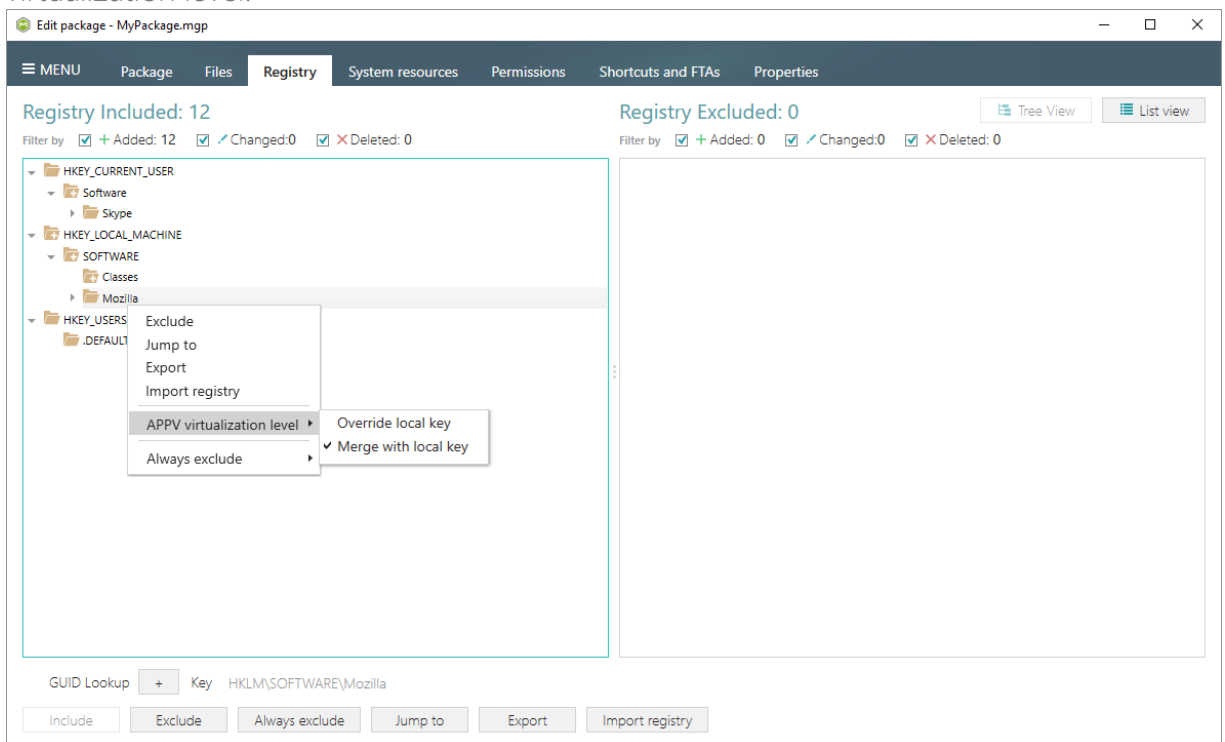 Edit package - MyPackage.mgp
MENU Package Files Registry System resources Permissions Shortcuts and FTAs Properties
Registry Included: 12
Registry Excluded: 0
Tree View
List view
Filter by + Added: 12 Changed:0 Deleted: 0
Filter by + Added: 0 Changed:0 Deleted: 0
HKEY_CURRENT_USER
Software
Skype
HKEY_LOCAL_MACHINE
SOFTWARE
Classes
Mozilla
HKEY_USERS
.DEFAULT
Exclude
Jump to
Export
Import registry
APPV virtualization level
Override local key
Merge with local key
Always exclude
GUID Lookup + Key HKLM\SOFTWARE\Mozilla
Include Exclude Always exclude Jump to Export Import registry